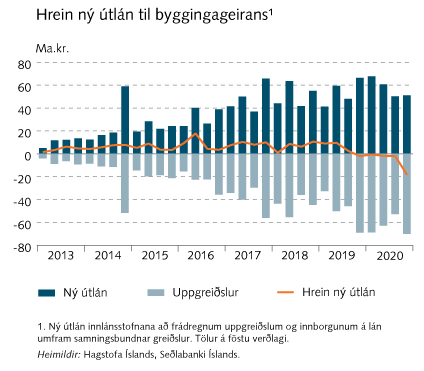 Hrein ný útlán til byggingageirans¹
Ma.kr.
80
60
40
20
0
-20
-40
-60
-80
2013 2014 2015 2016 2017 2018 2019 2020
Ný útlán Uppgreiðslur Hrein ný útlán
1. Ný útlán innlánsstofnana að frádregnum uppgreiðslum og innborgunum á lán
umfram samningsbundnar greiðslur. Tölur á föstu verðlagi.
Heimildir: Hagstofa Íslands, Seðlabanki Íslands.